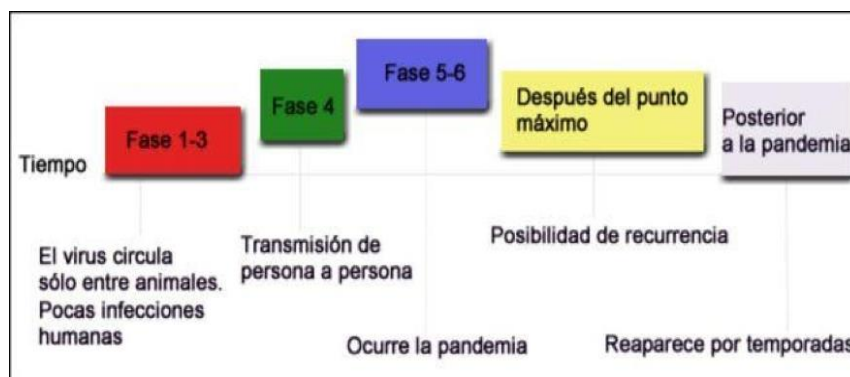 Fase 1-3
Fase 4
Fase 5-6
Después del punto
máximo
Posterior
a la pandemia
Tiempo
El virus circula
sólo entre animales.
Pocas infecciones
humanas
Transmisión de
persona a persona
Ocurre la pandemia
Posibilidad de recurrencia
Reaparece por temporadas